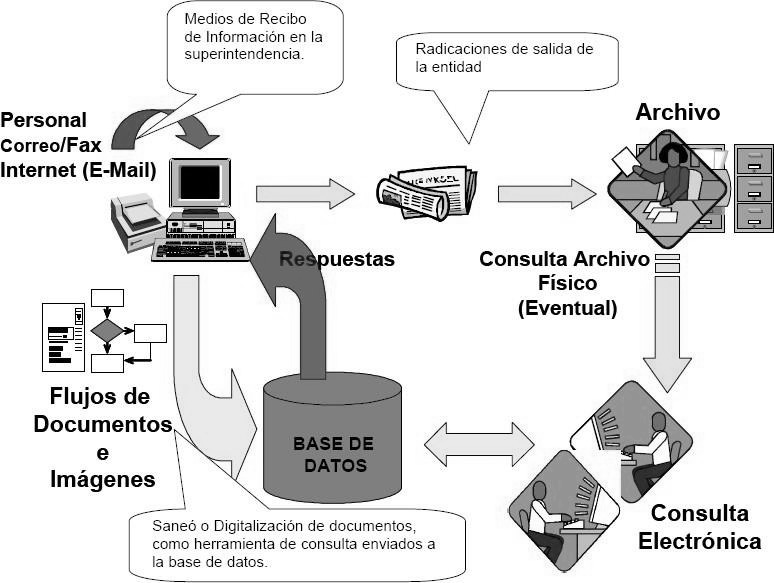 Medios de Recibo
de Información en la
superintendencia.
Radicaciones de salida de
la entidad
Personal
Correo/Fax
Internet (E-Mail)
Archivo
Respuestas
Consulta Archivo
Físico
(Eventual)
Flujos de
Documentos
e
Imágenes
BASE DE
DATOS
Consulta
Electrónica
Saneó o Digitalización de documentos,
como herramienta de consulta enviados a
la base de datos.